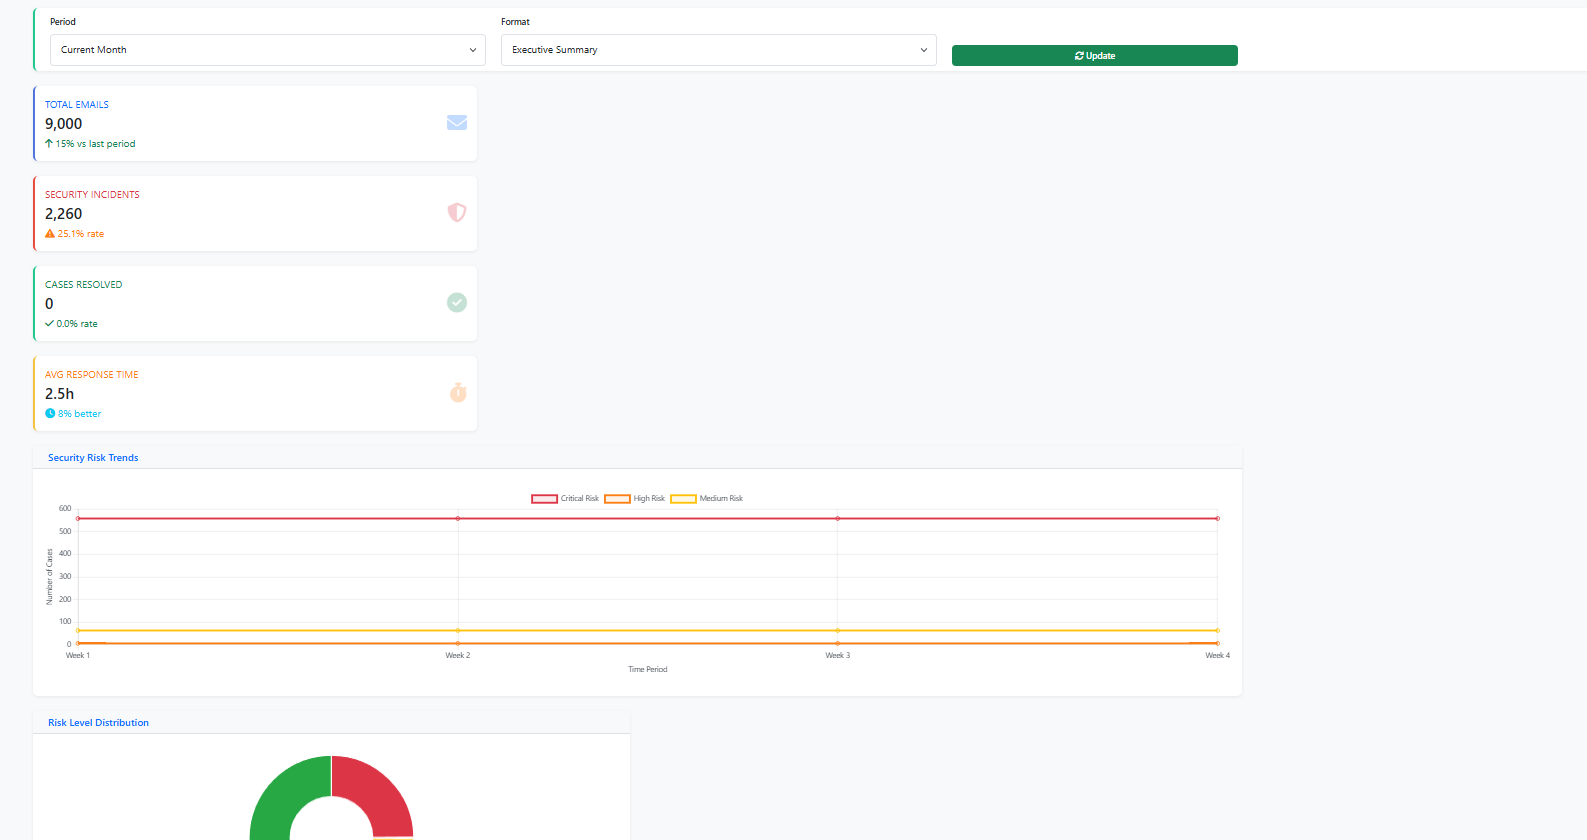 Period
Format
Current Month
Executive Summary
Update
TOTAL EMAILS
9,000
15% vs last period
SECURITY INCIDENTS
2,260
25.1% rate
CASES RESOLVED
0
0.0% rate
AVG RESPONSE TIME
2.5h
8% better
Security Risk Trends
Critical Risk High Risk Medium Risk
600
500
400
300
200
100
0
Number of Cases
Week 1 Week 2 Week 3 Week 4
Time Period
Risk Level Distribution